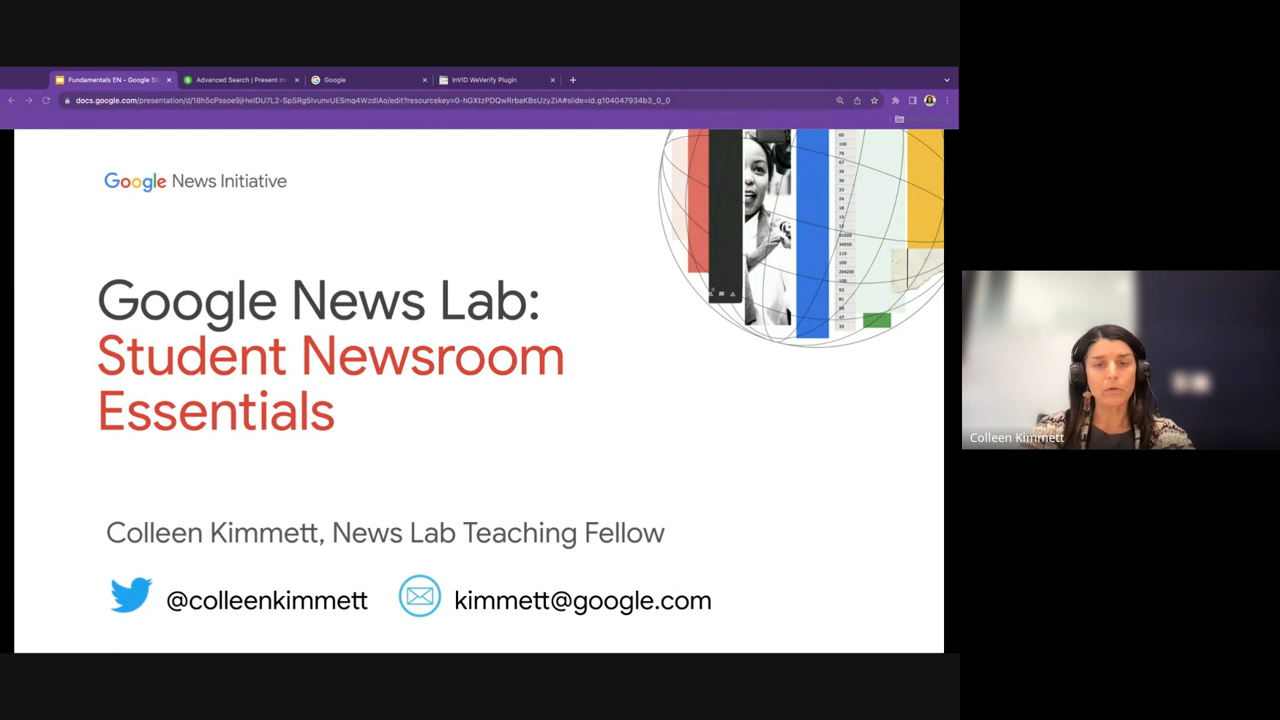 Fundamentals EN - Google Sli
Advanced Search | Present m
Google
InVID WeVerify Plugin
Google News Initiative
Google News Lab:
Student Newsroom
Essentials
Colleen Kimmett, News Lab Teaching Fellow
@colleenkimmett
kimmett@google.com
Colleen Kimmett